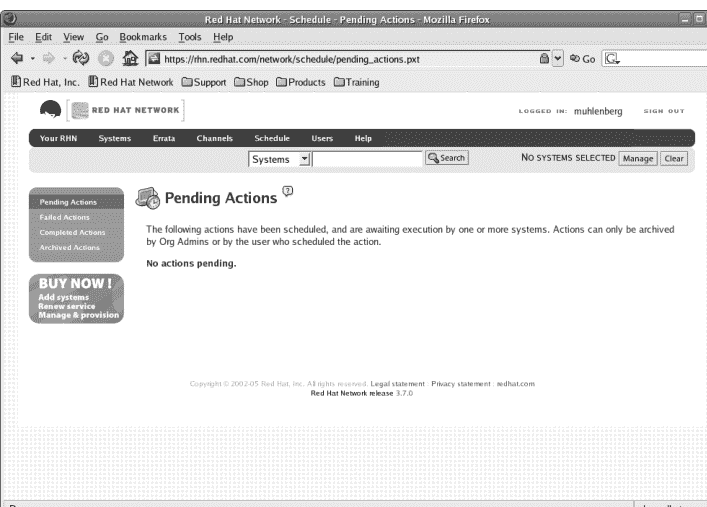 Red Hat Network - Schedule - Pending Actions - Mozilla Firefox
File Edit View Go Bookmarks Tools Help
https://rhn.redhat.com/network/schedule/pending_actions.pxt Go
Red Hat, Inc. Red Hat Network Support Shop Products Training
RED HAT NETWORK
LOGGED IN: muhlenberg SIGN OUT
Your RHN Systems Errata Channels Schedule Users Help
Systems Search NO SYSTEMS SELECTED Manage Clear
Pending Actions
Failed Actions
Completed Actions
Archived Actions
BUY NOW!
Add systems
Renew service
Manage & provision
Pending Actions ?
The following actions have been scheduled, and are awaiting execution by one or more systems. Actions can only be archived
by Org Admins or by the user who scheduled the action.
No actions pending.
Copyright © 2002-05 Red Hat, Inc. All rights reserved. Legal statement : Privacy statement : redhat.com
Red Hat Network release 3.7.0